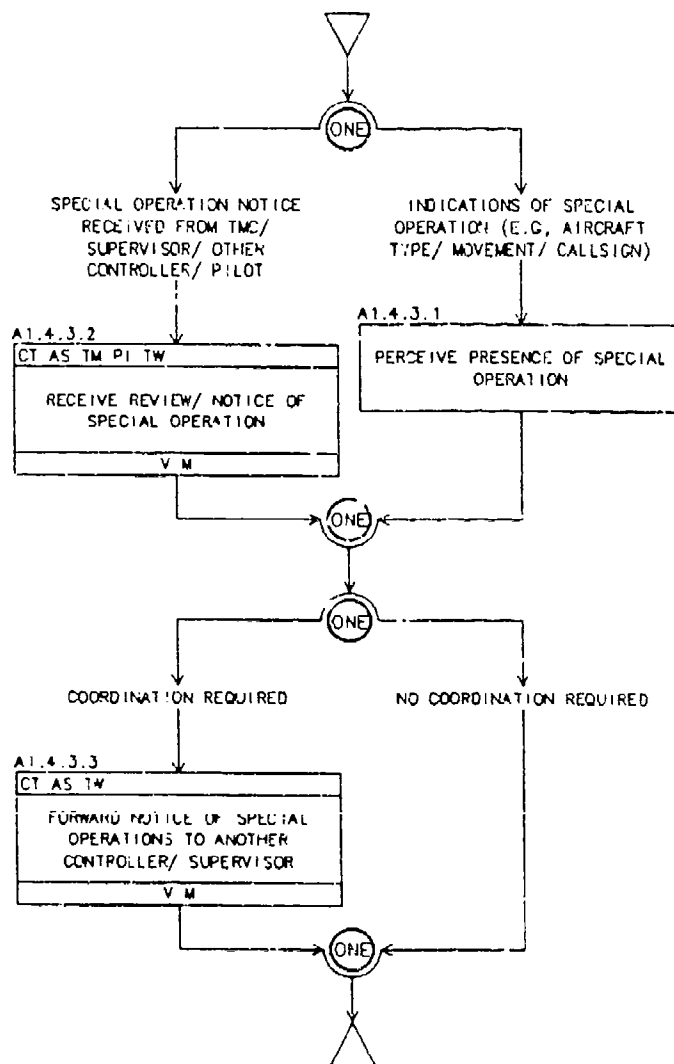 ONE
SPECIAL OPERATION NOTICE
RECEIVED FROM TMC/
SUPERVISOR/ OTHER
CONTROLLER/ PILOT
INDICATIONS OF SPECIAL
OPERATION (E.G, AIRCRAFT
TYPE/ MOVEMENT/ CALLSIGN)
A1.4.3.2
CT AS TM PI TW
RECEIVE REVIEW/ NOTICE OF
SPECIAL OPERATION
V M
A1.4.3.1
PERCEIVE PRESENCE OF SPECIAL
OPERATION
ONE
ONE
COORDINATION REQUIRED
NO COORDINATION REQUIRED
A1.4.3.3
CT AS TW
FORWARD NOTICE OF SPECIAL
OPERATIONS TO ANOTHER
CONTROLLER/ SUPERVISOR
V M
ONE